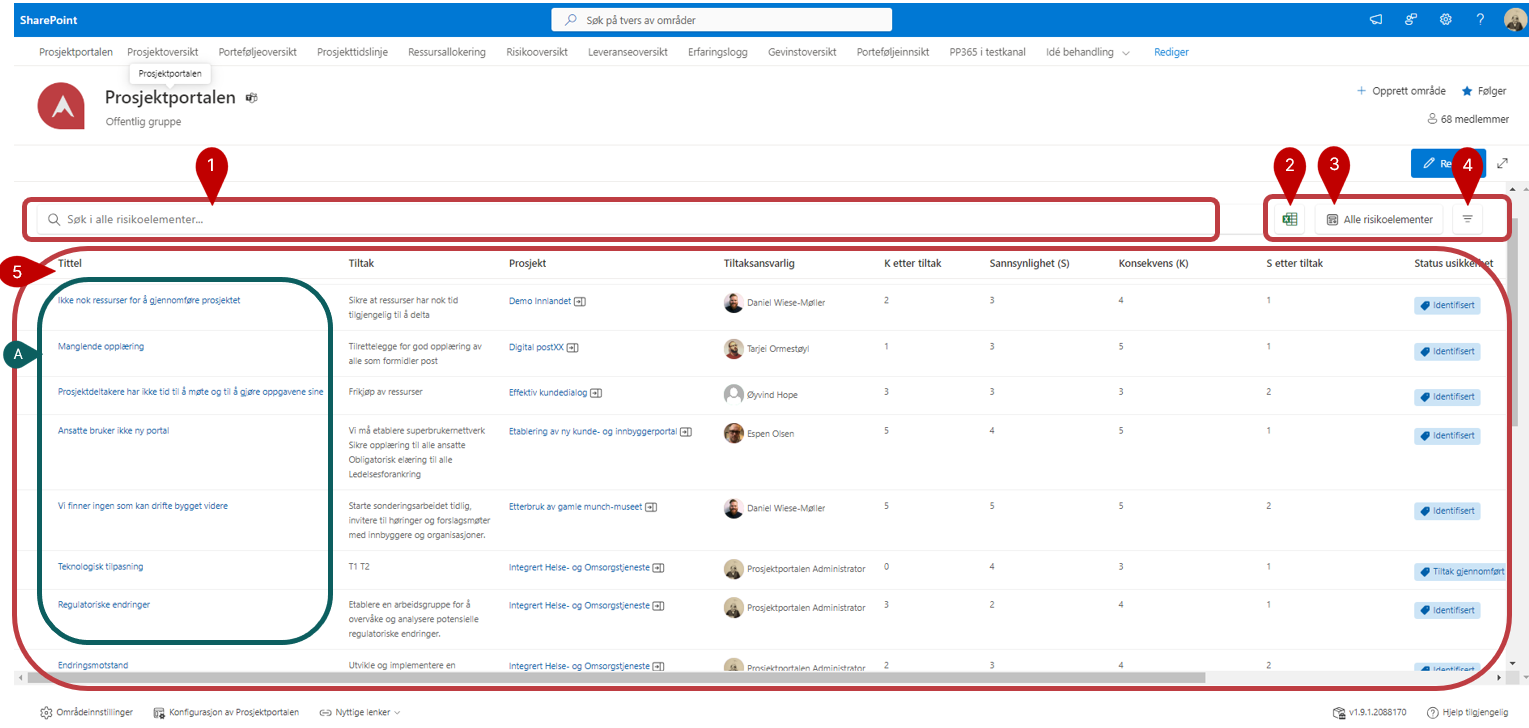 SharePoint
Søk på tvers av områder
Prosjektportalen Prosjektoversikt Porteføljeoversikt Prosjekttidslinje Ressursallokering Risikooversikt Leveranseoversikt Erfaringslogg Gevinstoversikt Porteføljeinnsikt PP365 i testkanal Idé behandling Rediger
Prosjektportalen
Prosjektportalen
Offentlig gruppe
Opprett område Følger
68 medlemmer
1 2 3 4
Søk i alle risikoelementer...
Alle risikoelementer
5
Tittel Tiltak Prosjekt Tiltaksansvarlig K etter tiltak Sannsynlighet (S) Konsekvens (K) S etter tiltak Status usikkerhet
A
Ikke nok ressurser for å gjennomføre prosjektet
Sikre at ressurser har nok tid
tilgjengelig til å delta
Demo Innlandet Daniel Wiese-Møller 2 3 4 1 Identifisert
Manglende opplæring
Tilrettelegge for god opplæring av
alle som formidler post
Digital postXX Tarjei Ormestøyl 1 3 5 1 Identifisert
Prosjektdeltakere har ikke tid til å møte og til å gjøre oppgavene sine
Frikjøp av ressurser
Effektiv kundedialog Øyvind Hope 3 3 3 2 Identifisert
Ansatte bruker ikke ny portal
Vi må etablere superbrukernettverk
Sikre opplæring til alle ansatte
Obligatorisk elæring til alle
Ledelsesforankring
Etablering av ny kunde- og innbyggerportal Espen Olsen 5 4 5 1 Identifisert
Vi finner ingen som kan drifte bygget videre
Starte sonderingsarbeidet tidlig,
invitere til høringer og forslagsmøter
med innbyggere og organisasjoner.
Etterbruk av gamle munch-museet Daniel Wiese-Møller 5 5 5 2 Identifisert
Teknologisk tilpasning
T1 T2
Integrert Helse- og Omsorgstjeneste Prosjektportalen Administrator 0 4 3 1 Tiltak gjennomført
Regulatoriske endringer
Etablere en arbeidsgruppe for å
overvåke og analysere potensielle
regulatoriske endringer.
Integrert Helse- og Omsorgstjeneste Prosjektportalen Administrator 3 2 4 1 Identifisert
Endringsmotstand
Utvikle og implementere en
Integrert Helse- og Omsorgstjeneste Prosjektportalen Administrator 2 3 4 2 Identifisert
Områdeinnstillinger Konfigurasjon av Prosjektportalen Nyttige lenker v1.9.1.2088170 Hjelp tilgjengelig